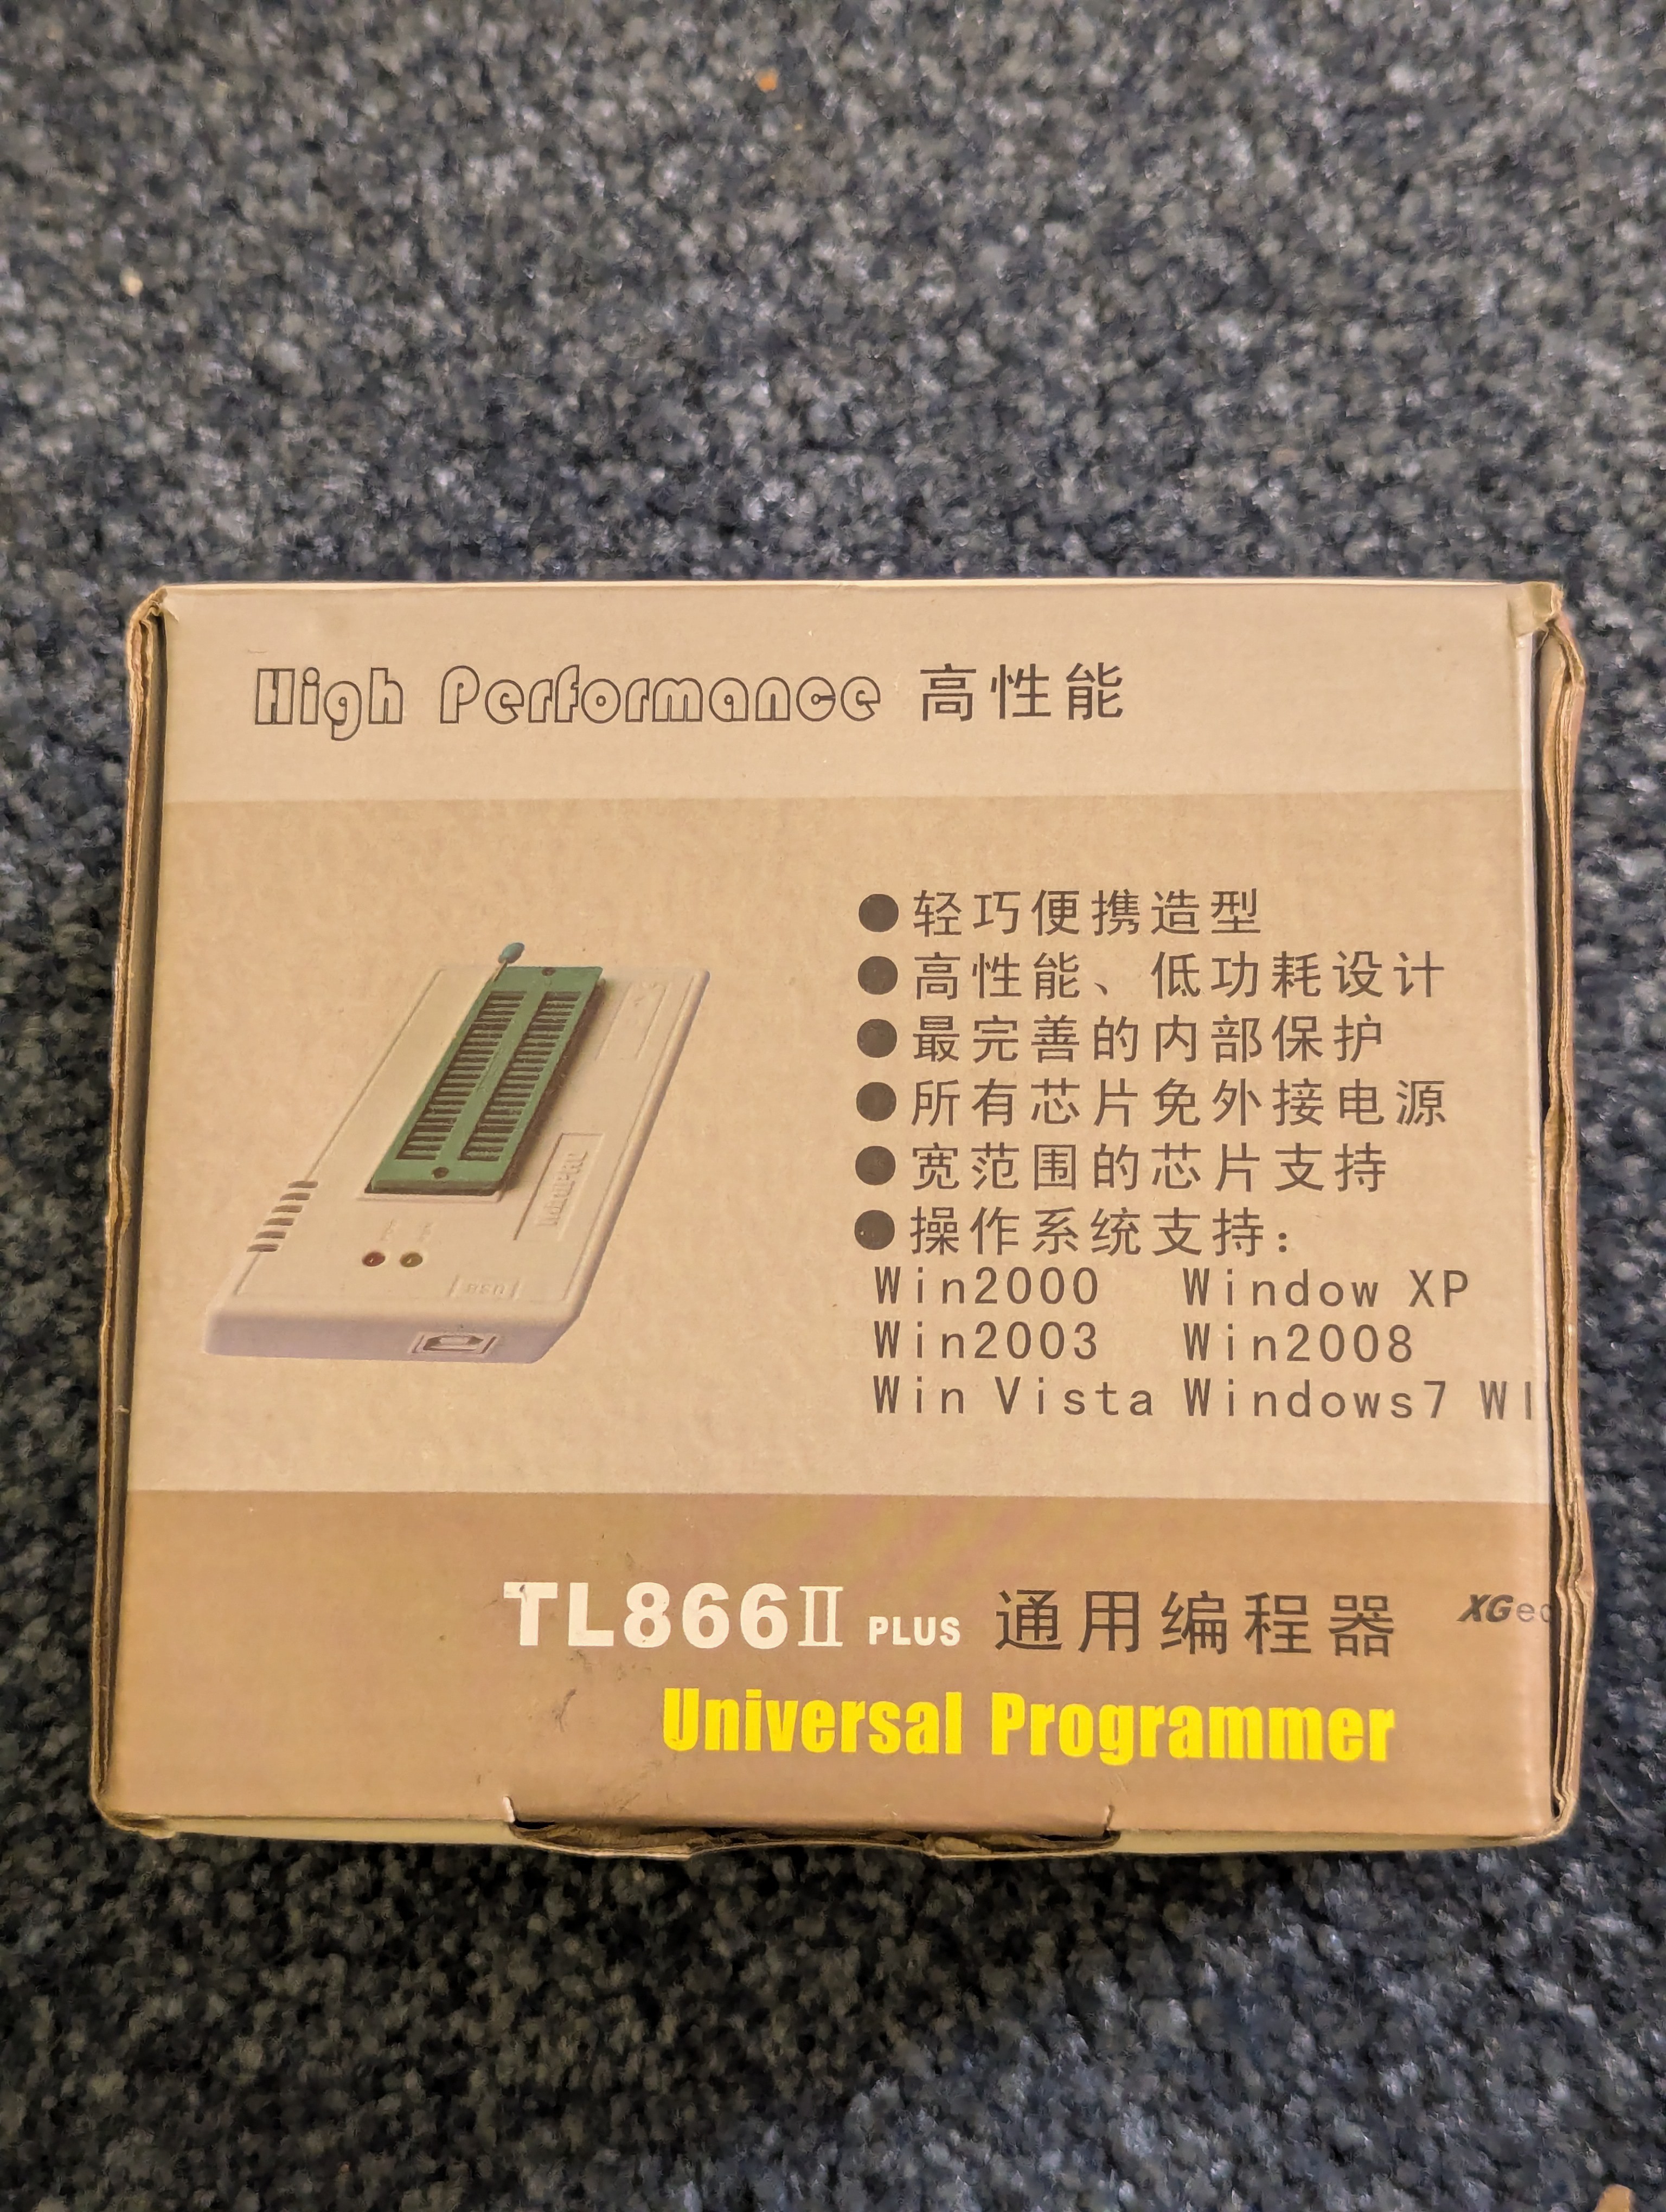 High Performance 高性能
●轻巧便携造型
●高性能、低功耗设计
●最完善的内部保护
●所有芯片免外接电源
●宽范围的芯片支持
●操作系统支持：
Win2000 Window XP
Win2003 Win2008
Win Vista Windows7 WI
TL866Ⅱ PLUS 通用编程器 XGec
Universal Programmer